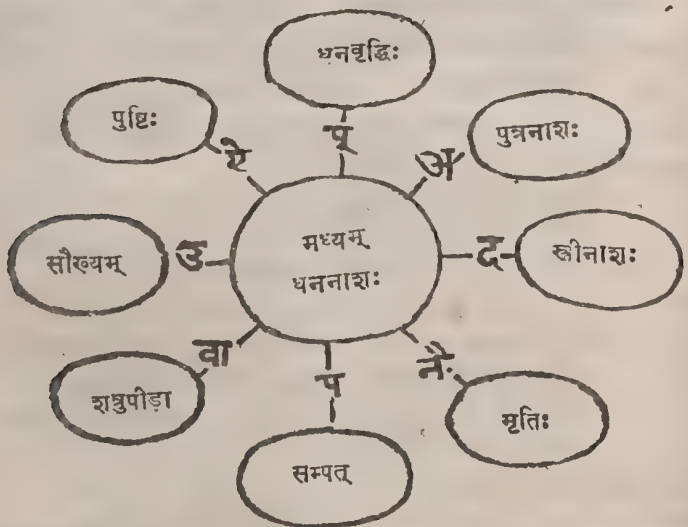 धनवृद्धिः
पुष्टिः
पुत्रनाशः
ऐ
पू
अ
मध्यम्
धननाशः
सौख्यम्
उ
द
स्त्रीनाशः
वा
प
नै
शत्रुपीड़ा
मृतिः
सम्पत्